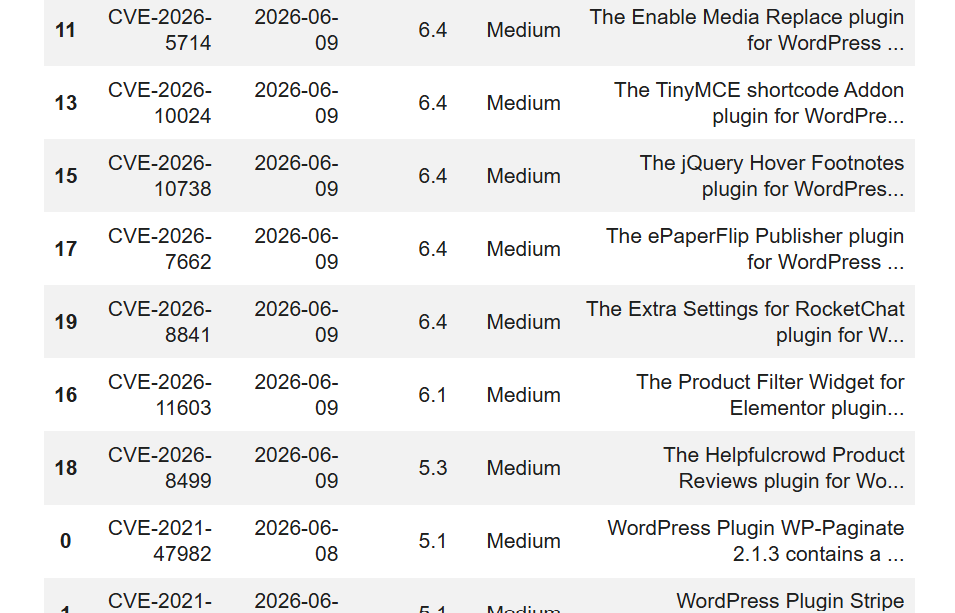 11 CVE-2026- 2026-06- 6.4 Medium The Enable Media Replace plugin
5714 09 for WordPress ...
13 CVE-2026- 2026-06- 6.4 Medium The TinyMCE shortcode Addon
10024 09 plugin for WordPre...
15 CVE-2026- 2026-06- 6.4 Medium The jQuery Hover Footnotes
10738 09 plugin for WordPres...
17 CVE-2026- 2026-06- 6.4 Medium The ePaperFlip Publisher plugin
7662 09 for WordPress ...
19 CVE-2026- 2026-06- 6.4 Medium The Extra Settings for RocketChat
8841 09 plugin for W...
16 CVE-2026- 2026-06- 6.1 Medium The Product Filter Widget for
11603 09 Elementor plugin...
18 CVE-2026- 2026-06- 5.3 Medium The Helpfulcrowd Product
8499 09 Reviews plugin for Wo...
0 CVE-2021- 2026-06- 5.1 Medium WordPress Plugin WP-Paginate
47982 08 2.1.3 contains a ...
1 CVE-2021- 2026-06- 5.1 Medium WordPress Plugin Stripe